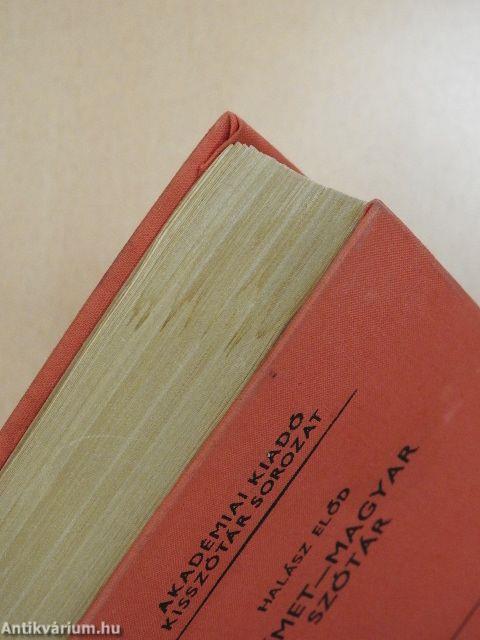 AKADÉMIAI KIADÓ
KISSZÓTÁR SOROZAT
HALÁSZ ELŐD
MET—MAGYAR
SZÓTÁR
Antikvárium.hu